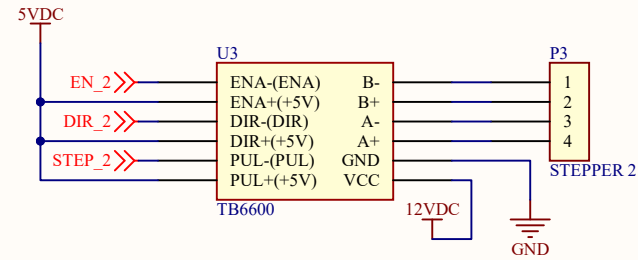 5VDC
U3
P3
EN_2
ENA-(ENA)
B-
1
ENA+(+5V)
B+
2
DIR_2
DIR-(DIR)
A-
3
DIR+(+5V)
A+
4
STEP_2
PUL-(PUL)
GND
STEPPER 2
PUL+(+5V)
VCC
TB6600
12VDC
GND